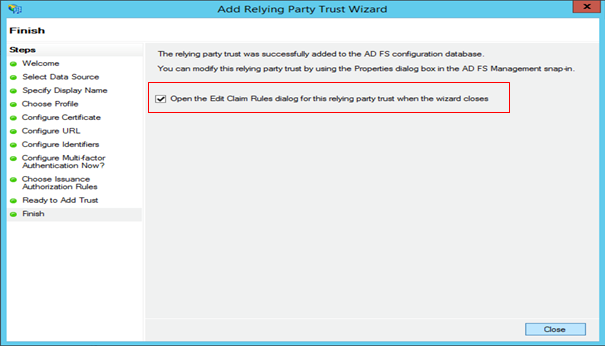 Add Relying Party Trust Wizard
Finish
Steps
Welcome
Select Data Source
Specify Display Name
Choose Profile
Configure Certificate
Configure URL
Configure Identifiers
Configure Multi-factor
Authentication Now?
Choose Issuance
Authorization Rules
Ready to Add Trust
Finish
The relying party trust was successfully added to the AD FS configuration database.
You can modify this relying party trust by using the Properties dialog box in the AD FS Management snap-in.
Open the Edit Claim Rules dialog for this relying party trust when the wizard closes
Close